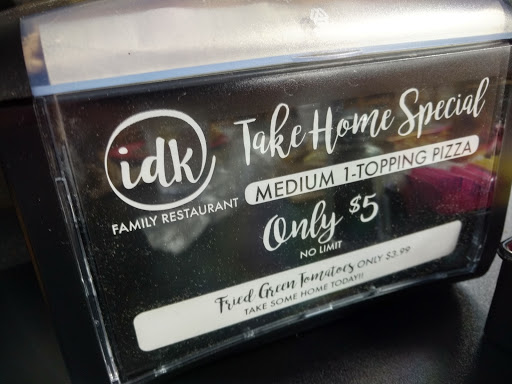 idk
FAMILY RESTAURANT
Take Home Special
MEDIUM 1-TOPPING PIZZA
Only $5
NO LIMIT
Fried Green Tomatoes ONLY $3.99
TAKE SOME HOME TODAY!!